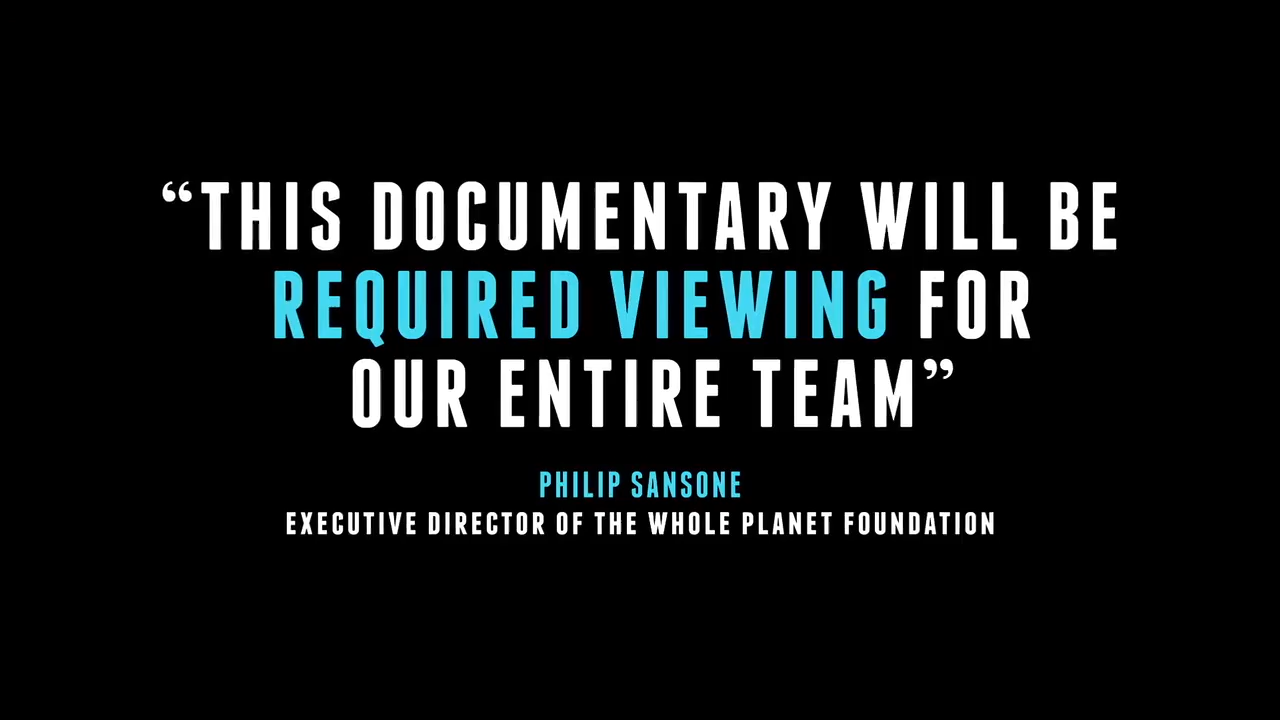 “THIS DOCUMENTARY WILL BE
REQUIRED VIEWING FOR
OUR ENTIRE TEAM”
PHILIP SANSONE
EXECUTIVE DIRECTOR OF THE WHOLE PLANET FOUNDATION